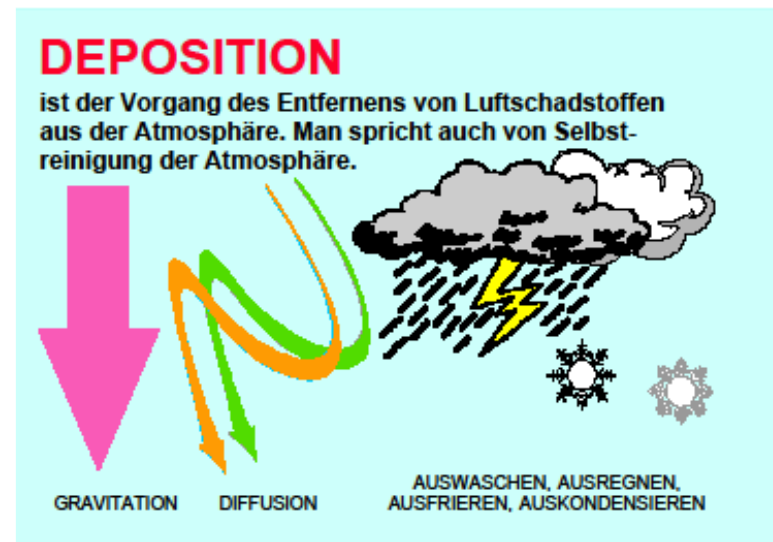 DEPOSITION
ist der Vorgang des Entfernens von Luftschadstoffen
aus der Atmosphäre. Man spricht auch von Selbst-
reinigung der Atmosphäre.
GRAVITATION
DIFFUSION
AUSWASCHEN, AUSREGNEN,
AUSFRIEREN, AUSKONDENSIEREN